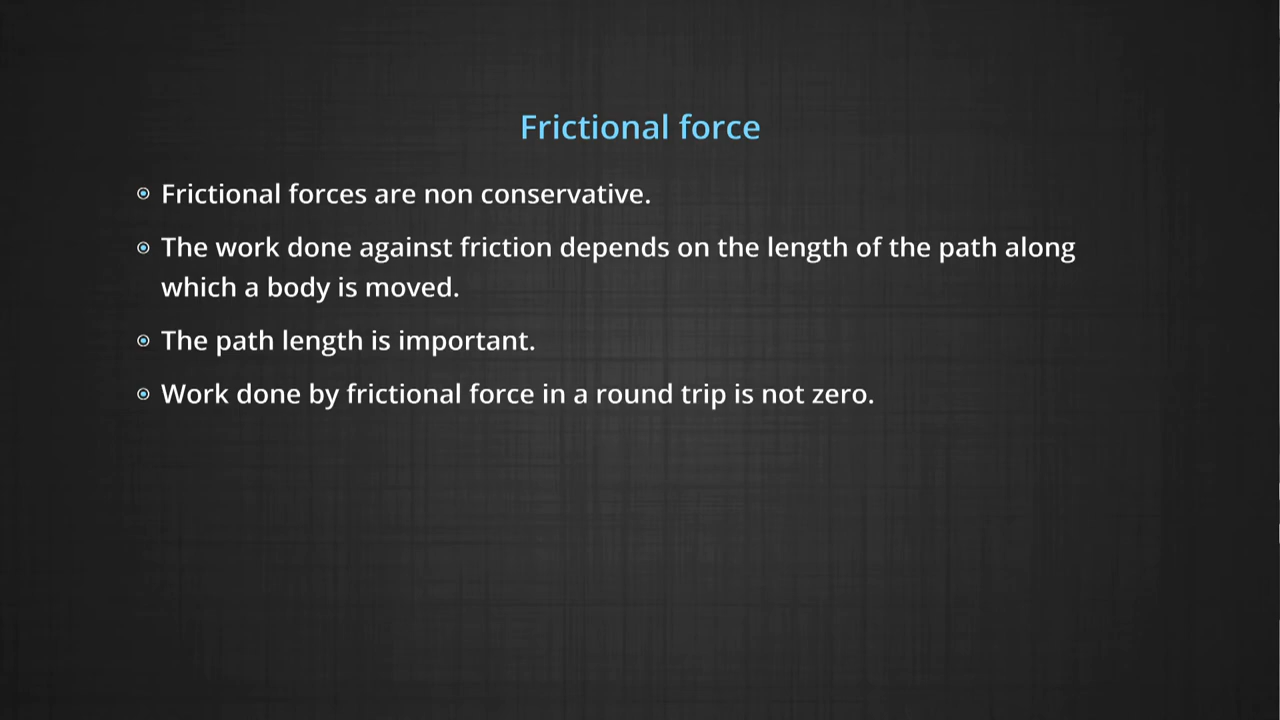 Frictional force
Frictional forces are non conservative.
The work done against friction depends on the length of the path along
which a body is moved.
The path length is important.
Work done by frictional force in a round trip is not zero.